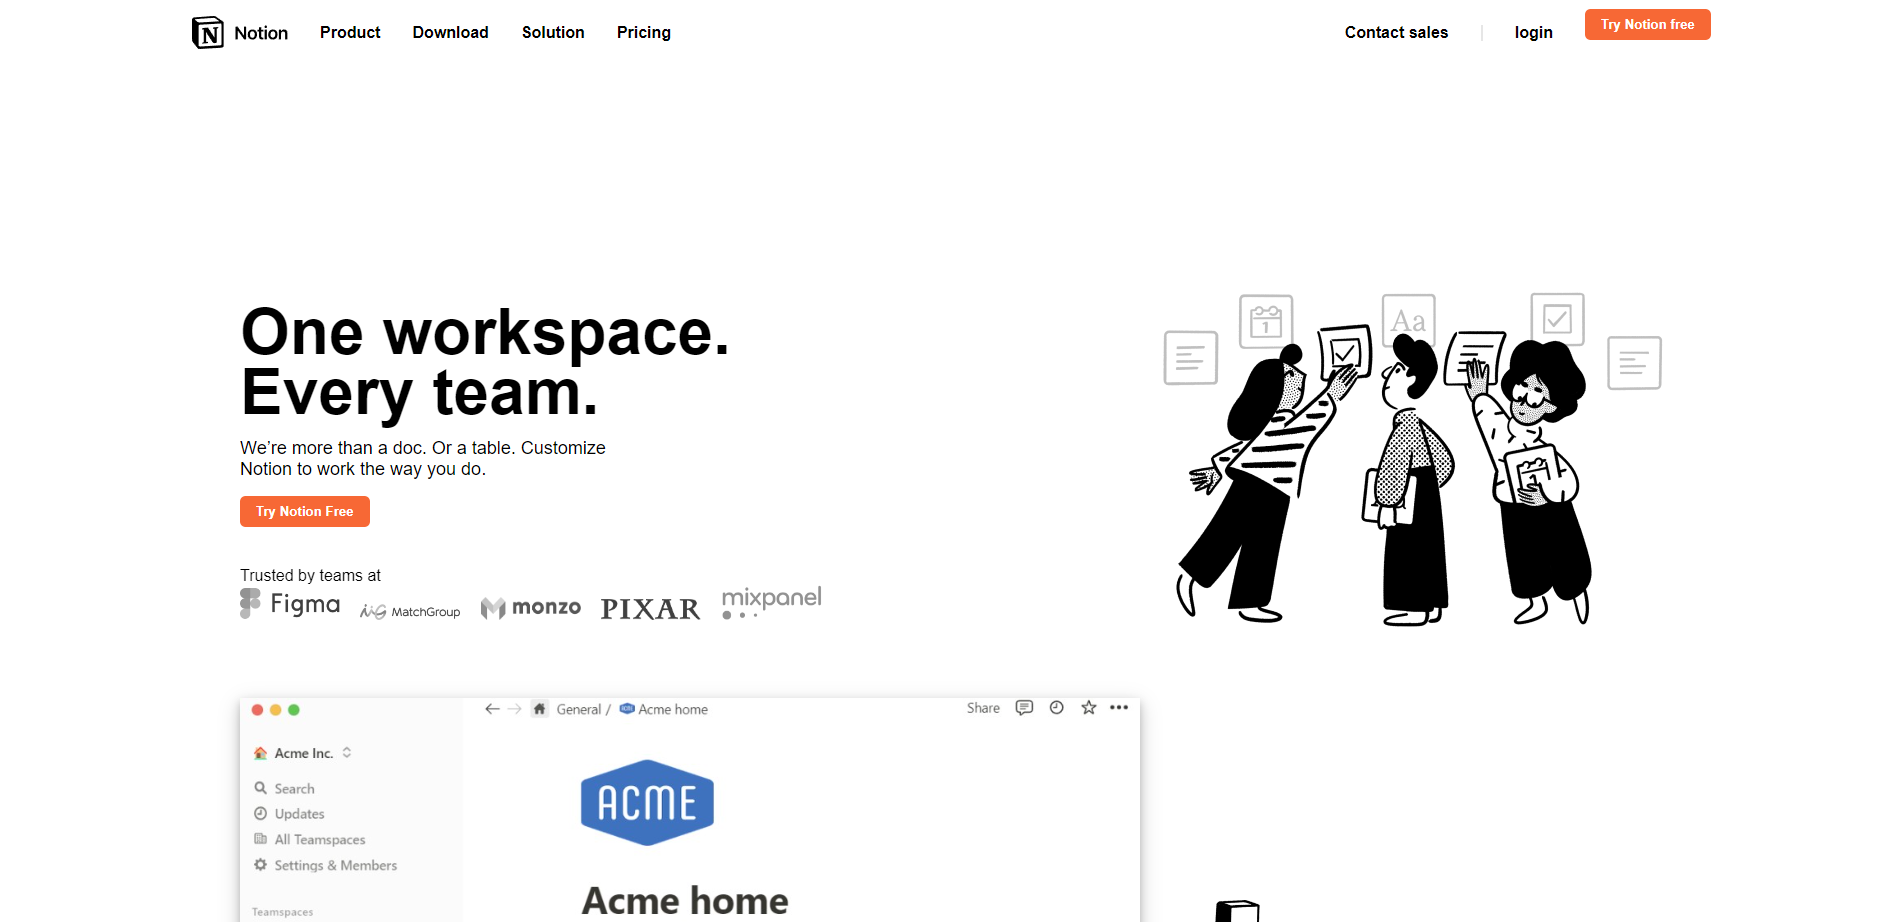 Notion Product Download Solution Pricing Contact sales login Try Notion free
One workspace.
Every team.
We’re more than a doc. Or a table. Customize
Notion to work the way you do.
Try Notion Free
Trusted by teams at
Figma MatchGroup monzo PIXAR mixpanel
1
Aa
1
General / Acme home Share
Acme Inc.
Search
Updates
All Teamspaces
Settings & Members
Teamspaces
ACME
Acme home